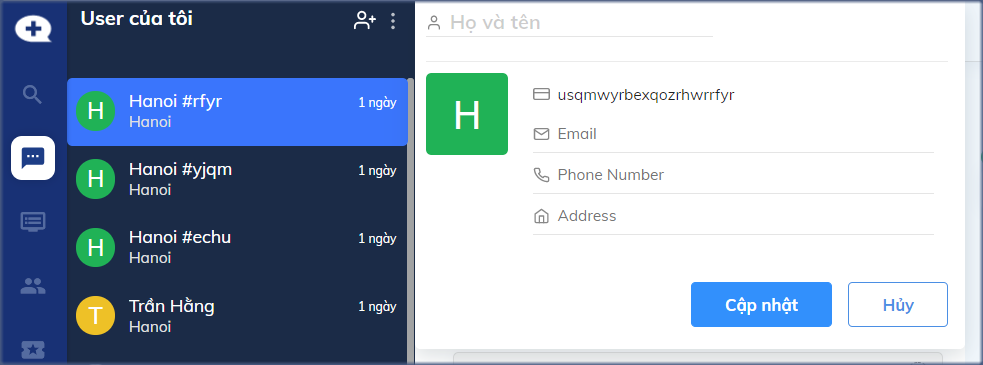 User của tôi
H
Hanoi #rfyr
1 ngày
Hanoi
H
Hanoi #yjqm
1 ngày
Hanoi
H
Hanoi #echu
1 ngày
Hanoi
T
Trần Hằng
1 ngày
Hanoi
Họ và tên
H
usqmwyrbexqozrhwrrfyr
Email
Phone Number
Address
Cập nhật
Hủy